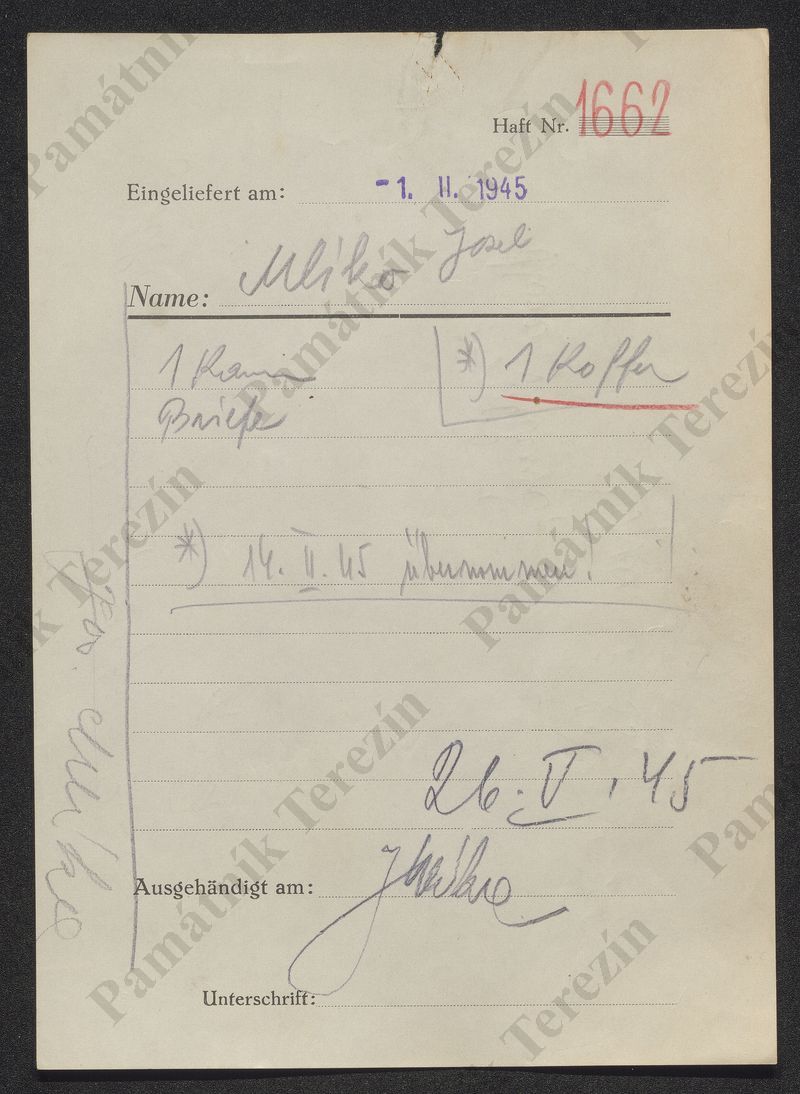 Haft Nr. 1662
Eingeliefert am: - 1. II. 1945
Name: Mlíko Josef
1 Kamm *) 1 Koffer
Briefe
*) 14. II. 45 übernommen!
26. V. 45
Ausgehändigt am:
Unterschrift:
Památník Terezín